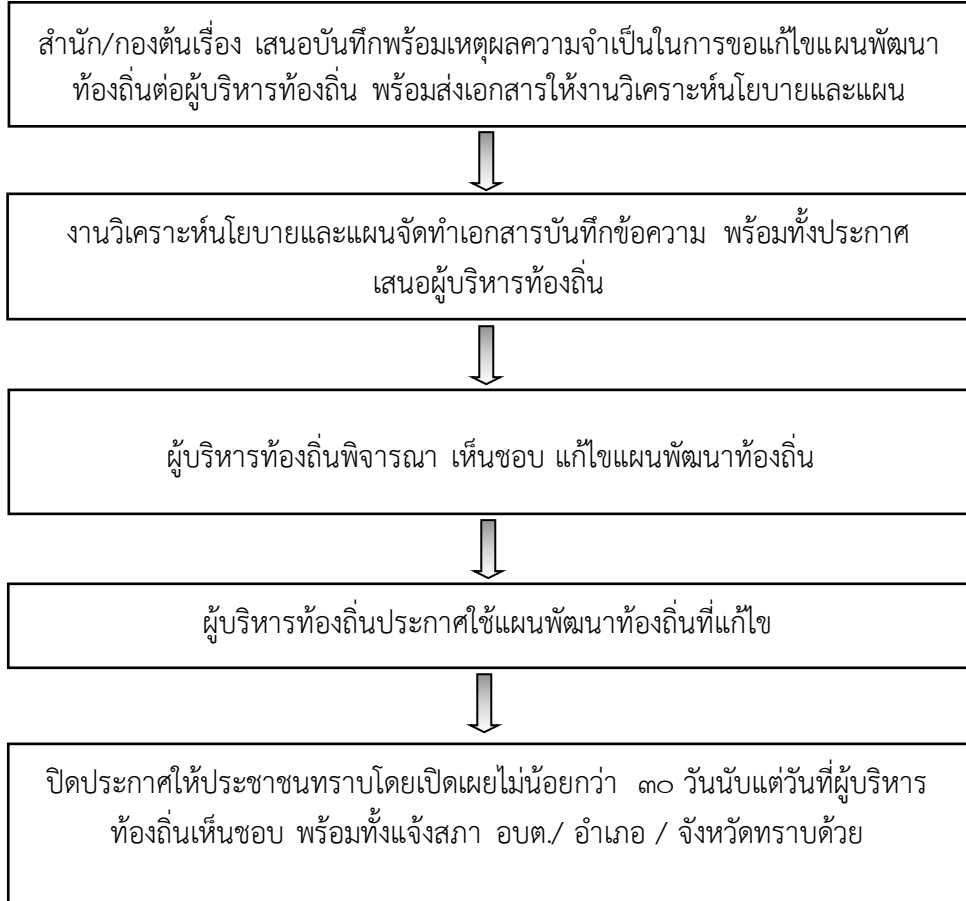 สำนัก/กองต้นเรื่อง เสนอบันทึกพร้อมเหตุผลความจำเป็นในการขอแก้ไขแผนพัฒนา
ท้องถิ่นต่อผู้บริหารท้องถิ่น พร้อมส่งเอกสารให้งานวิเคราะห์นโยบายและแผน
งานวิเคราะห์นโยบายและแผนจัดทำเอกสารบันทึกข้อความ พร้อมทั้งประกาศ
เสนอผู้บริหารท้องถิ่น
ผู้บริหารท้องถิ่นพิจารณา เห็นชอบ แก้ไขแผนพัฒนาท้องถิ่น
ผู้บริหารท้องถิ่นประกาศใช้แผนพัฒนาท้องถิ่นที่แก้ไข
ปิดประกาศให้ประชาชนทราบโดยเปิดเผยไม่น้อยกว่า ๓๐ วันนับแต่วันที่ผู้บริหาร
ท้องถิ่นเห็นชอบ พร้อมทั้งแจ้งสภา อบต./ อำเภอ / จังหวัดทราบด้วย